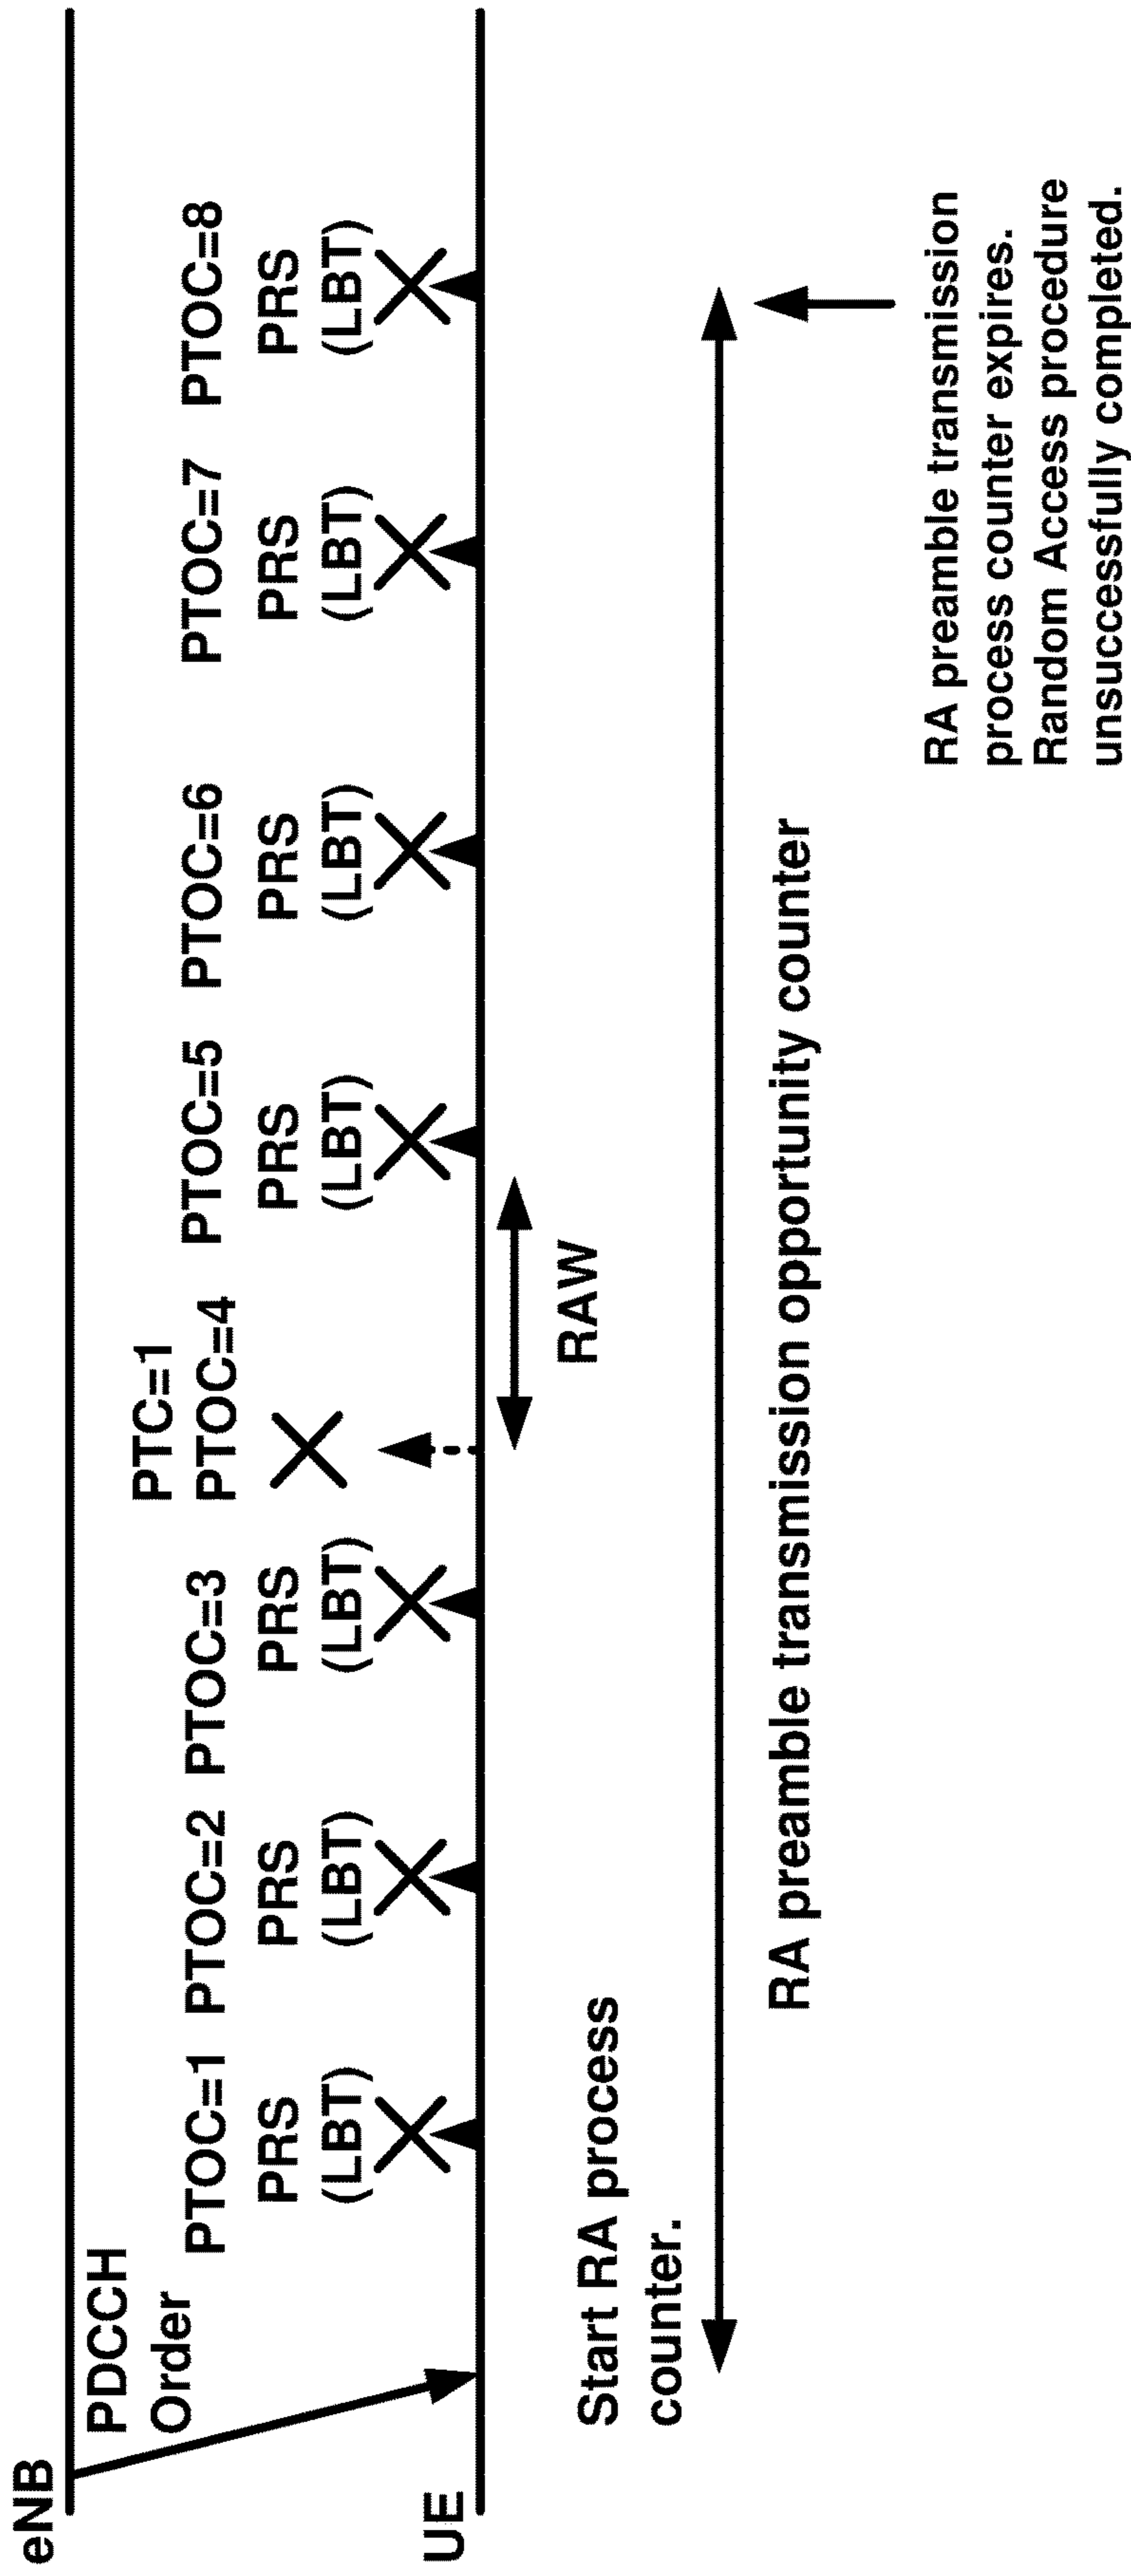 eNB
PDCCH
Order
PTOC=1
PRS
(LBT)
PTOC=2
PRS
(LBT)
PTOC=3
PRS
(LBT)
PTC=1
PTOC=4
PTOC=5
PRS
(LBT)
PTOC=6
PRS
(LBT)
PTOC=7
PRS
(LBT)
PTOC=8
PRS
(LBT)
UE
RAW
Start RA process
counter.
RA preamble transmission opportunity counter
RA preamble transmission
process counter expires.
Random Access procedure
unsuccessfully completed.